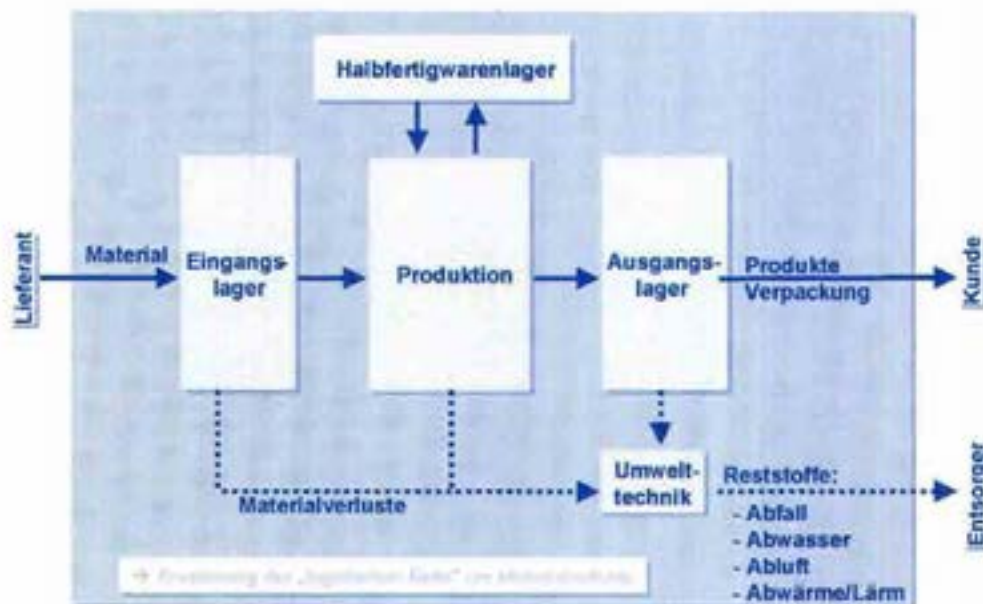 Halbfertigwarenlager
Lieferant
Material
Eingangs-
lager
Produktion
Ausgangs-
lager
Produkte
Verpackung
Kunde
Materialverluste
Umwelt-
technik
Reststoffe:
- Abfall
- Abwasser
- Abluft
- Abwärme/Lärm
Entsorger